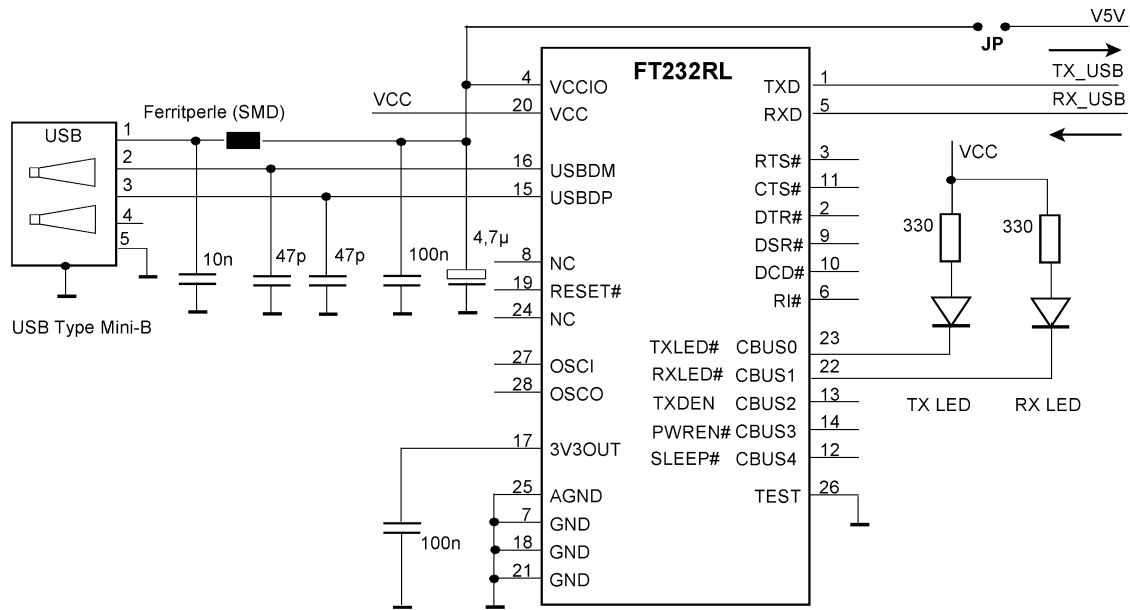 V5V
JP
FT232RL
TX_USB
RX_USB
4 VCCIO
TXD 1
VCC
20 VCC
RXD 5
Ferritperle (SMD)
USB
1
2
3
4
5
16 USBDM
15 USBDP
RTS# 3
CTS# 11
DTR# 2
DSR# 9
DCD# 10
RI# 6
VCC
330
330
10n
47p
47p
100n
4,7µ
8 NC
19 RESET#
24 NC
USB Type Mini-B
27 OSCI
28 OSCO
TXLED# CBUS0 23
RXLED# CBUS1 22
TXDEN CBUS2 13
PWREN# CBUS3 14
SLEEP# CBUS4 12
TX LED
RX LED
17 3V3OUT
25 AGND
7 GND
18 GND
21 GND
TEST 26
100n